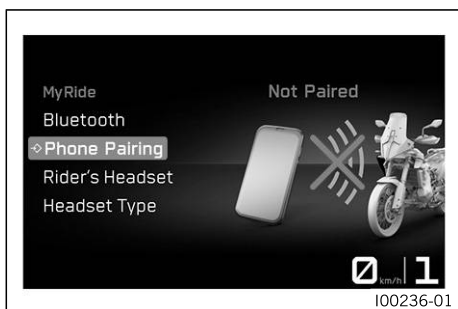 MyRide
Not Paired
Bluetooth
Phone Pairing
Rider's Headset
Headset Type
0 km/h 1
I00236-01